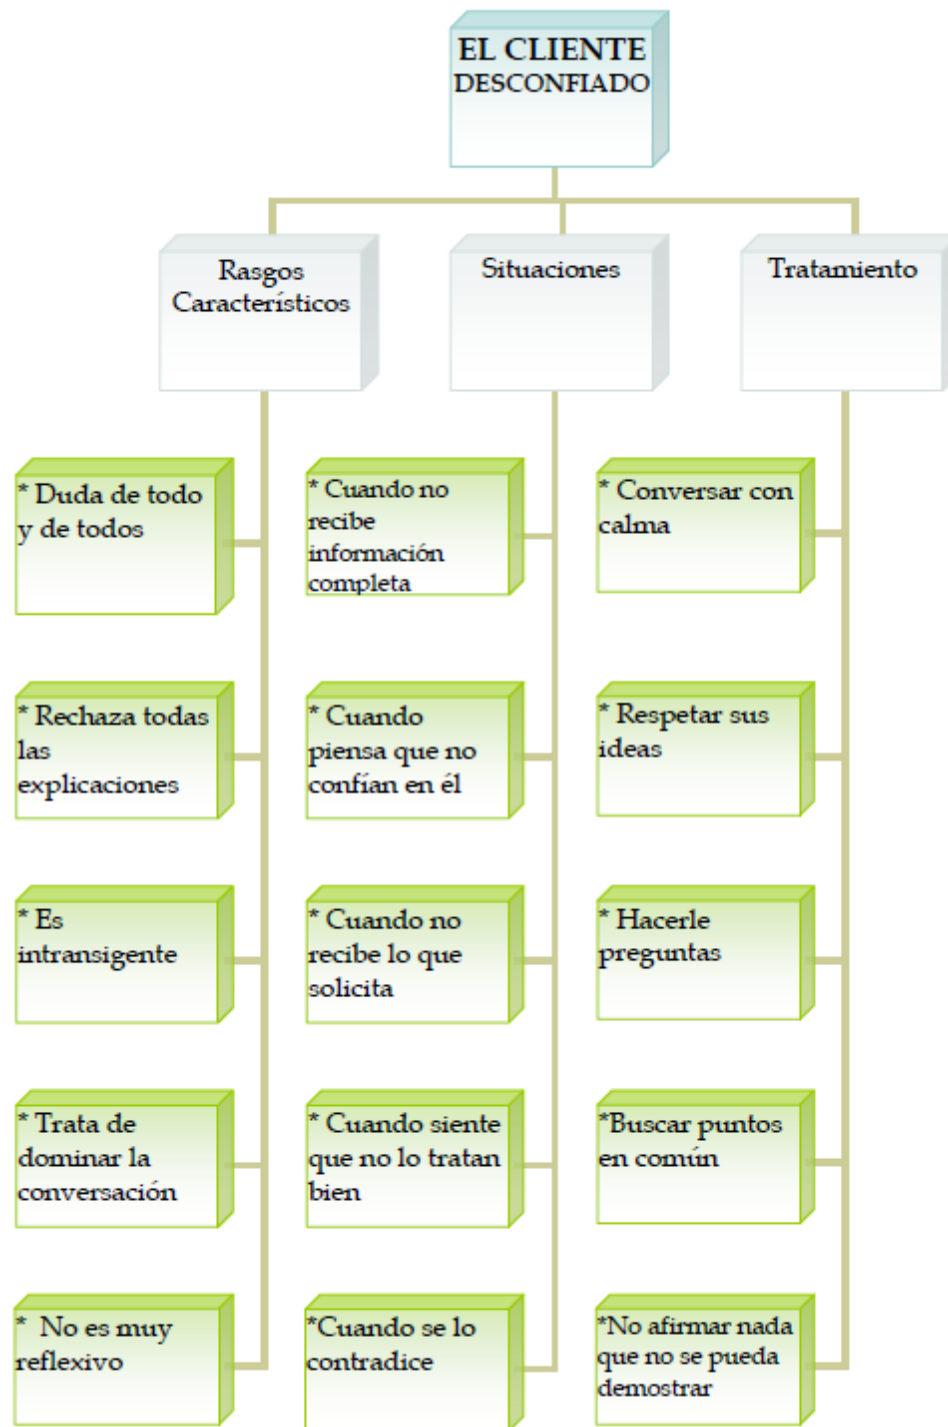 EL CLIENTE
DESCONFIADO
Rasgos
Característicos
Situaciones
Tratamiento
* Duda de todo
y de todos
* Rechaza todas
las
explicaciones
* Es
intransigente
* Trata de
dominar la
conversación
* No es muy
reflexivo
* Cuando no
recibe
información
completa
* Cuando
piensa que no
confían en él
* Cuando no
recibe lo que
solicita
* Cuando siente
que no lo tratan
bien
*Cuando se lo
contradice
* Conversar con
calma
* Respetar sus
ideas
* Hacerle
preguntas
*Buscar puntos
en común
*No afirmar nada
que no se pueda
demostrar